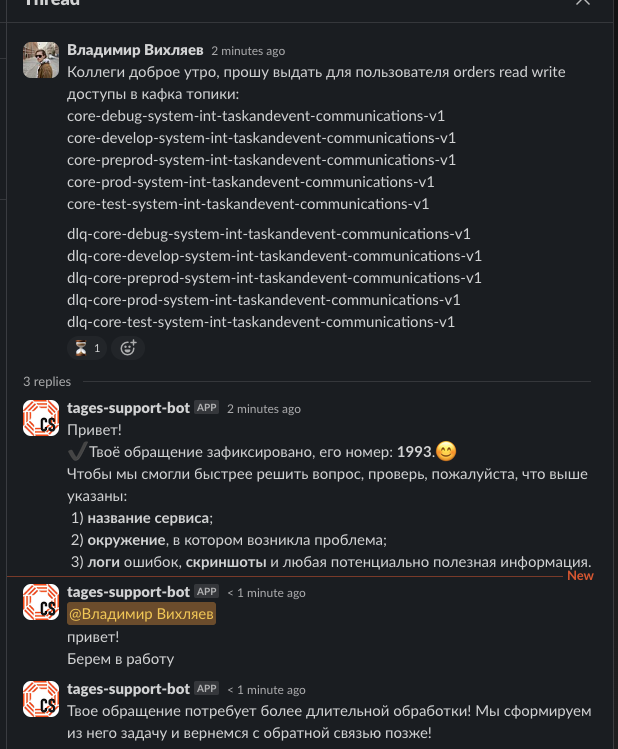 Thread
Владимир Вихляев 2 minutes ago
Коллеги доброе утро, прошу выдать для пользователя orders read write
доступы в кафка топики:
core-debug-system-int-taskandevent-communications-v1
core-develop-system-int-taskandevent-communications-v1
core-preprod-system-int-taskandevent-communications-v1
core-prod-system-int-taskandevent-communications-v1
core-test-system-int-taskandevent-communications-v1
dlq-core-debug-system-int-taskandevent-communications-v1
dlq-core-develop-system-int-taskandevent-communications-v1
dlq-core-preprod-system-int-taskandevent-communications-v1
dlq-core-prod-system-int-taskandevent-communications-v1
dlq-core-test-system-int-taskandevent-communications-v1
1
3 replies
CS
tages-support-bot APP 2 minutes ago
Привет!
✔️Твоё обращение зафиксировано, его номер: 1993.😊
Чтобы мы смогли быстрее решить вопрос, проверь, пожалуйста, что выше
указаны:
1) название сервиса;
2) окружение, в котором возникла проблема;
3) логи ошибок, скриншоты и любая потенциально полезная информация.
New
CS
tages-support-bot APP < 1 minute ago
@Владимир Вихляев
привет!
Берем в работу
CS
tages-support-bot APP < 1 minute ago
Твое обращение потребует более длительной обработки! Мы сформируем
из него задачу и вернемся с обратной связью позже!